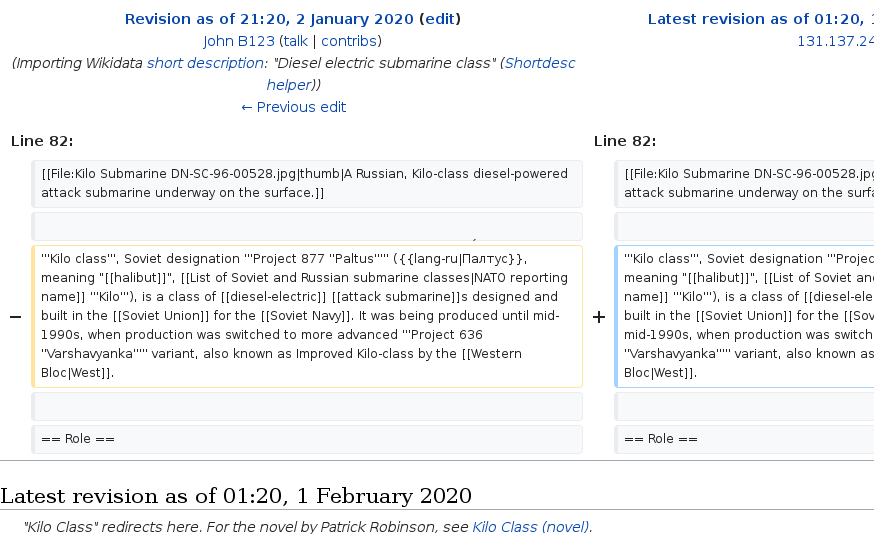 Revision as of 21:20, 2 January 2020 (edit)
John B123 (talk | contribs)
(Importing Wikidata short description: "Diesel electric submarine class" (Shortdesc
helper))
← Previous edit
Line 82:
[[File:Kilo Submarine DN-SC-96-00528.jpg|thumb|A Russian, Kilo-class diesel-powered
attack submarine underway on the surface.]]
− '''Kilo class''', Soviet designation '''Project 877 ''Paltus''''' ({{lang-ru|Па́лтус}},
meaning "[[halibut]]", [[List of Soviet and Russian submarine classes|NATO reporting
name]] '''Kilo'''), is a class of [[diesel-electric]] [[attack submarine]]s designed and
built in the [[Soviet Union]] for the [[Soviet Navy]]. It was being produced until mid-
1990s, when production was switched to more advanced '''Project 636
''Varshavyanka''''' variant, also known as Improved Kilo-class by the [[Western
Bloc|West]].
== Role ==
Latest revision as of 01:20, 1
131.137.24
Line 82:
[[File:Kilo Submarine DN-SC-96-00528.jpg
attack submarine underway on the surfa
+ '''Kilo class''', Soviet designation '''Projec
meaning "[[halibut]]", [[List of Soviet an
name]] '''Kilo'''), is a class of [[diesel-ele
built in the [[Soviet Union]] for the [[Sov
mid-1990s, when production was switch
''Varshavyanka''''' variant, also known as
Bloc|West]].
== Role ==
Latest revision as of 01:20, 1 February 2020
"Kilo Class" redirects here. For the novel by Patrick Robinson, see Kilo Class (novel).